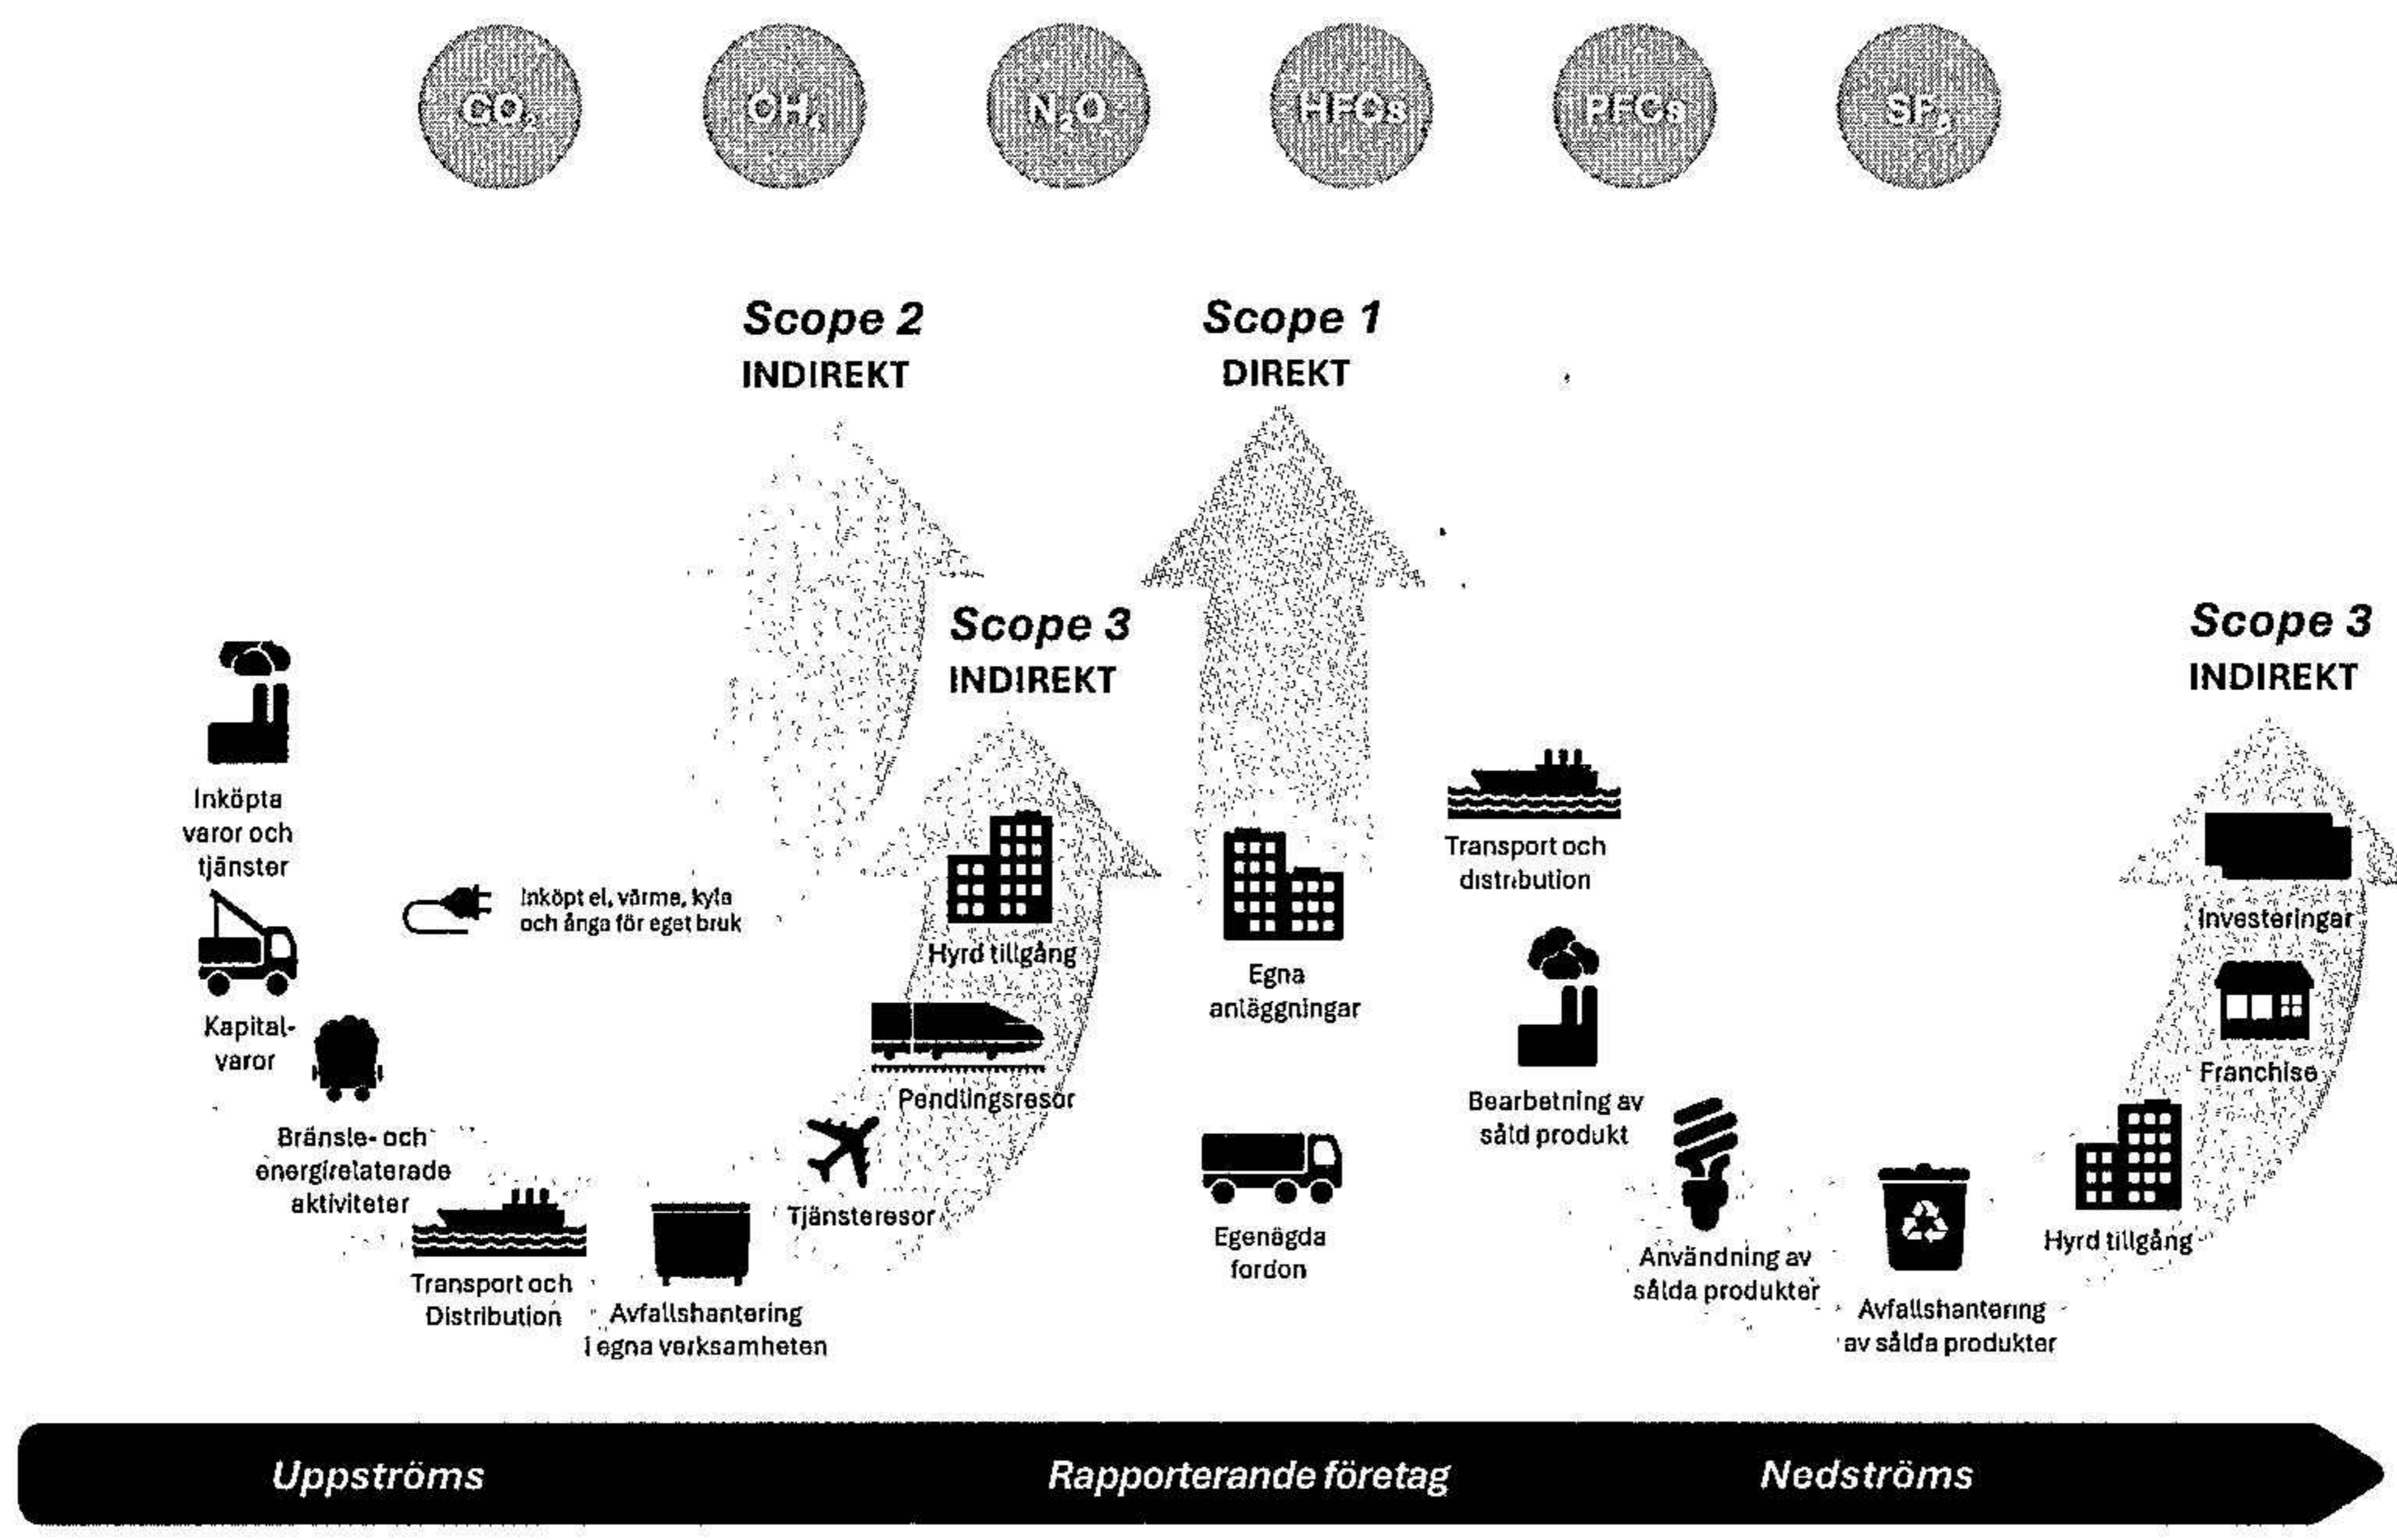 CO₂
CH₄
N₂O
HFCs
PFCs
SF₆
Scope 2
INDIREKT
Scope 1
DIREKT
Scope 3
INDIREKT
Scope 3
INDIREKT
Inköpta
varor och
tjänster
Kapital-
varor
Bränsle- och
energirelaterade
aktiviteter
Transport och
Distribution
Avfallshantering
i egna verksamheten
Tjänsteresor
Pendlingsresor
Hyrd tillgång
Inköpt el, värme, kyla
och ånga för eget bruk
Egna
anläggningar
Egenägda
fordon
Transport och
distribution
Bearbetning av
såld produkt
Användning av
sålda produkter
Avfallshantering
av sålda produkter
Hyrd tillgång
Franchise
Investeringar
Uppströms
Rapporterande företag
Nedströms